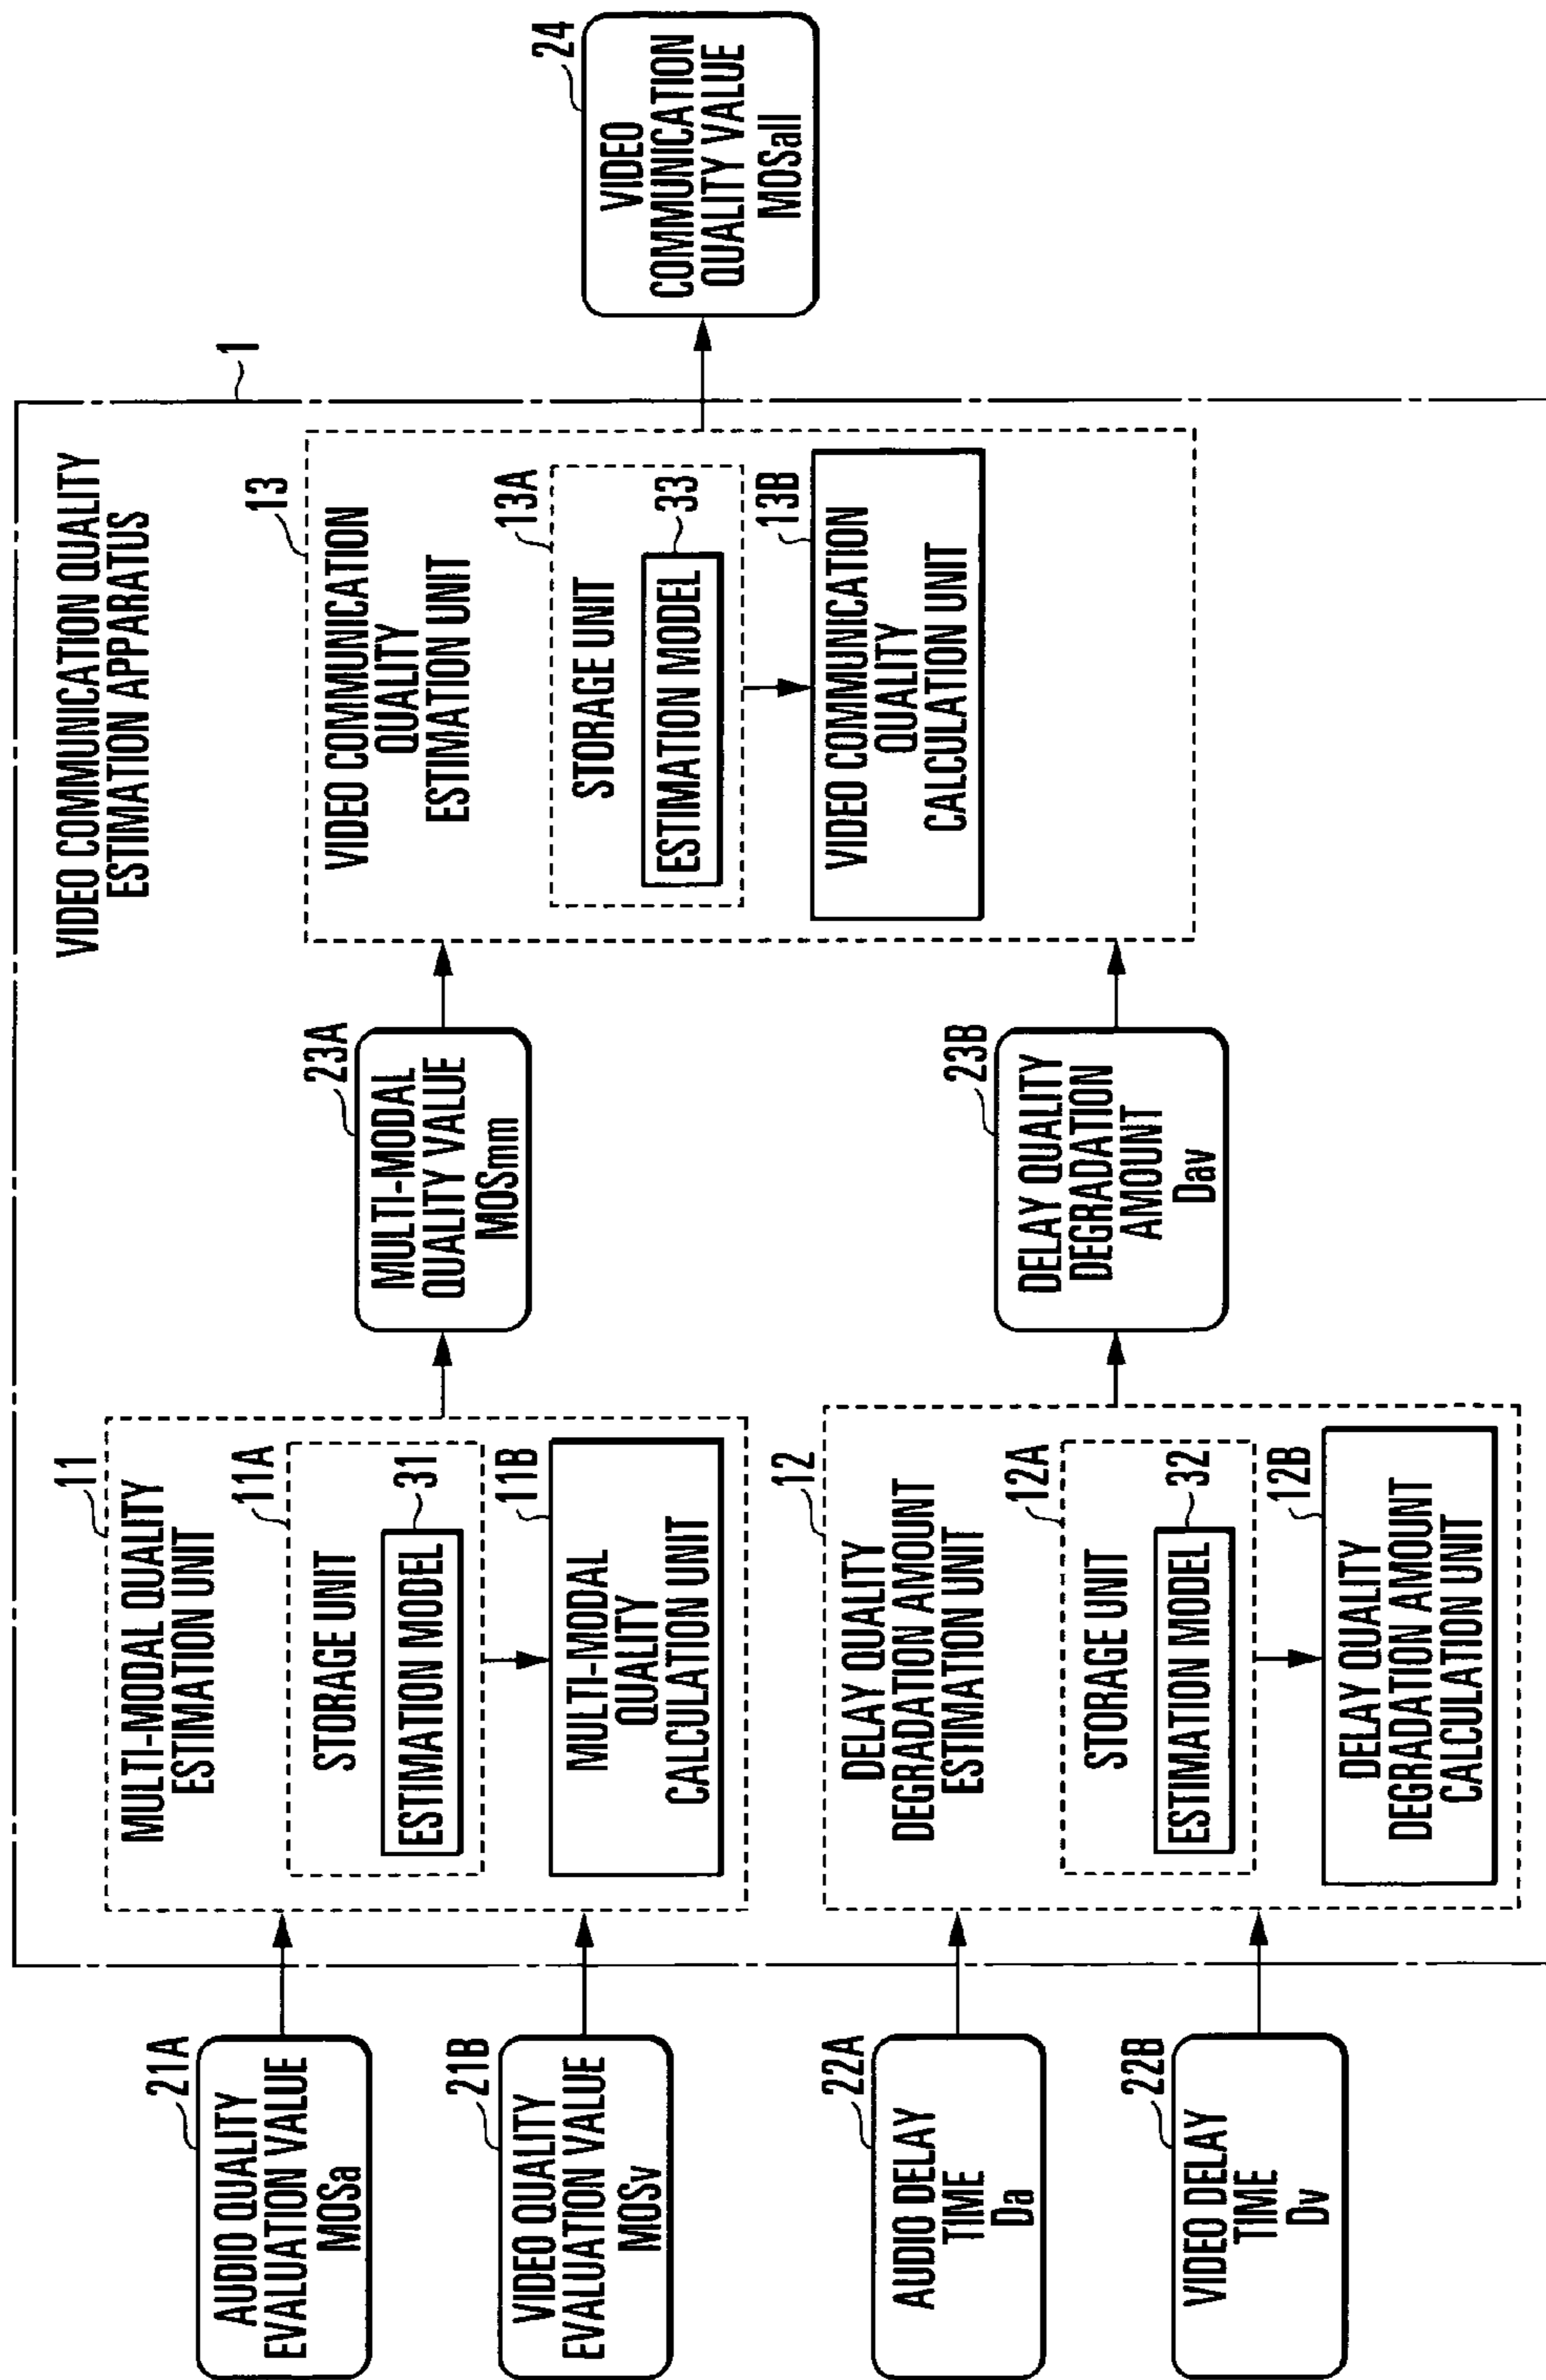 VIDEO COMMUNICATION QUALITY
ESTIMATION APPARATUS
1
21A
AUDIO QUALITY
EVALUATION VALUE
MOSa
21B
VIDEO QUALITY
EVALUATION VALUE
MOSv
22A
AUDIO DELAY
TIME
Da
22B
VIDEO DELAY
TIME
Dv
11
MULTI-MODAL QUALITY
ESTIMATION UNIT
11A
STORAGE UNIT
31
ESTIMATION MODEL
11B
MULTI-MODAL
QUALITY
CALCULATION UNIT
12
DELAY QUALITY
DEGRADATION AMOUNT
ESTIMATION UNIT
12A
STORAGE UNIT
32
ESTIMATION MODEL
12B
DELAY QUALITY
DEGRADATION AMOUNT
CALCULATION UNIT
23A
MULTI-MODAL
QUALITY VALUE
MOSmm
23B
DELAY QUALITY
DEGRADATION
AMOUNT
Dav
13
VIDEO COMMUNICATION
QUALITY
ESTIMATION UNIT
13A
STORAGE UNIT
33
ESTIMATION MODEL
13B
VIDEO COMMUNICATION
QUALITY
CALCULATION UNIT
24
VIDEO
COMMUNICATION
QUALITY VALUE
MOSall